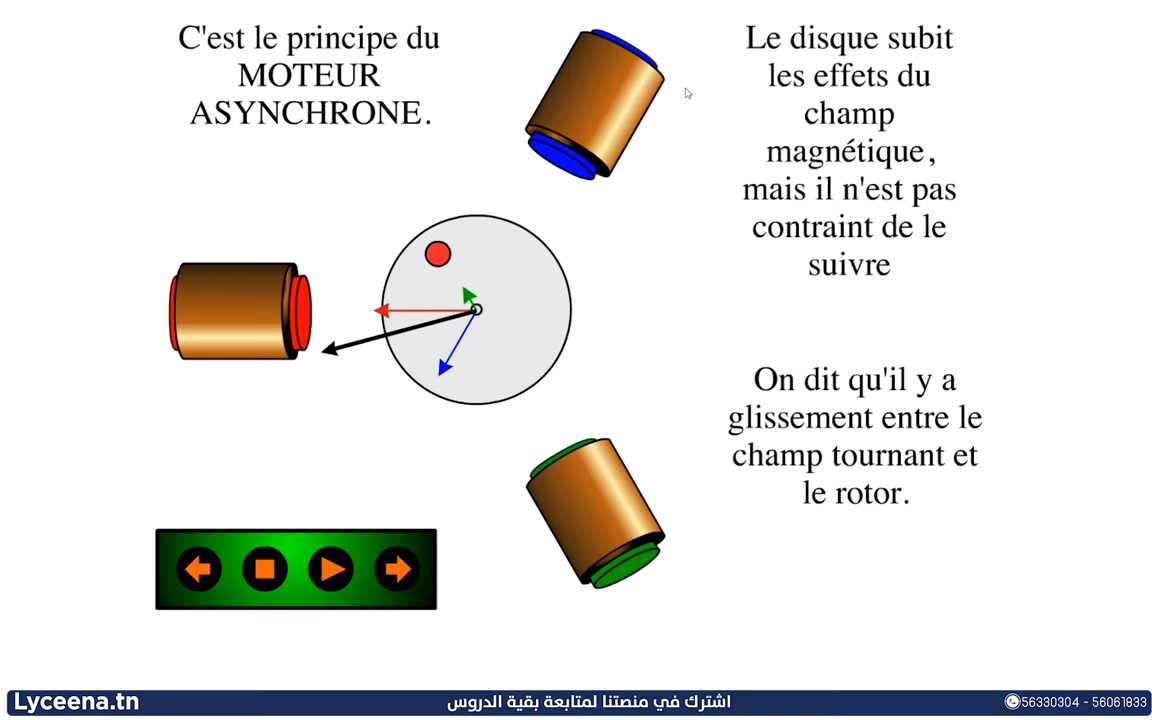 C'est le principe du
MOTEUR
ASYNCHRONE.
Le disque subit
les effets du
champ
magnétique,
mais il n'est pas
contraint de le
suivre
On dit qu'il y a
glissement entre le
champ tournant et
le rotor.
Lyceena.tn
اشترك في منصتنا لمتابعة بقية الدروس
56330304 - 56061833